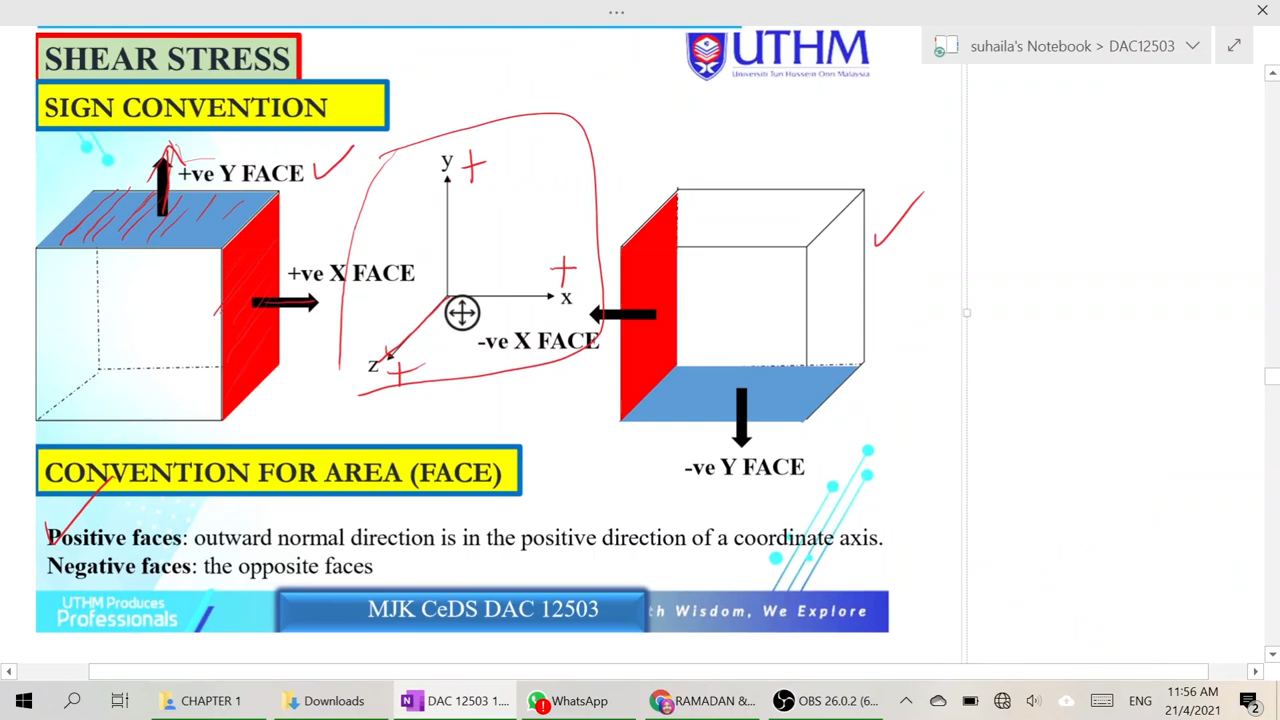 suhaila's Notebook > DAC12503
SHEAR STRESS
UTHM
Universiti Tun Hussein Onn Malaysia
SIGN CONVENTION
+ve Y FACE
y +
+ve X FACE
+
x
-ve X FACE
z +
-ve Y FACE
CONVENTION FOR AREA (FACE)
Positive faces: outward normal direction is in the positive direction of a coordinate axis.
Negative faces: the opposite faces
UTHM Produces
Professionals
MJK CeDS DAC 12503
th Wisdom, We Explore
CHAPTER 1
Downloads
DAC 12503 1....
WhatsApp
RAMADAN &...
OBS 26.0.2 (6...
ENG
11:56 AM
21/4/2021
2